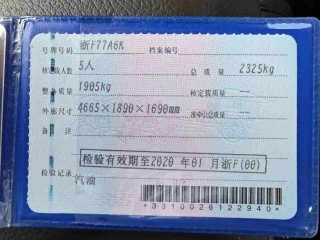 号牌号码 浙F77A6K 档案编号
核定载人数 5人 总质量 2325kg
整备质量 1905kg 核定载质量 --
外廓尺寸 4665×1890×1690mm 准牵引总质量 --
备注
检验有效期至2020年01月浙F(00)
检验记录
汽油
*3310026122940*